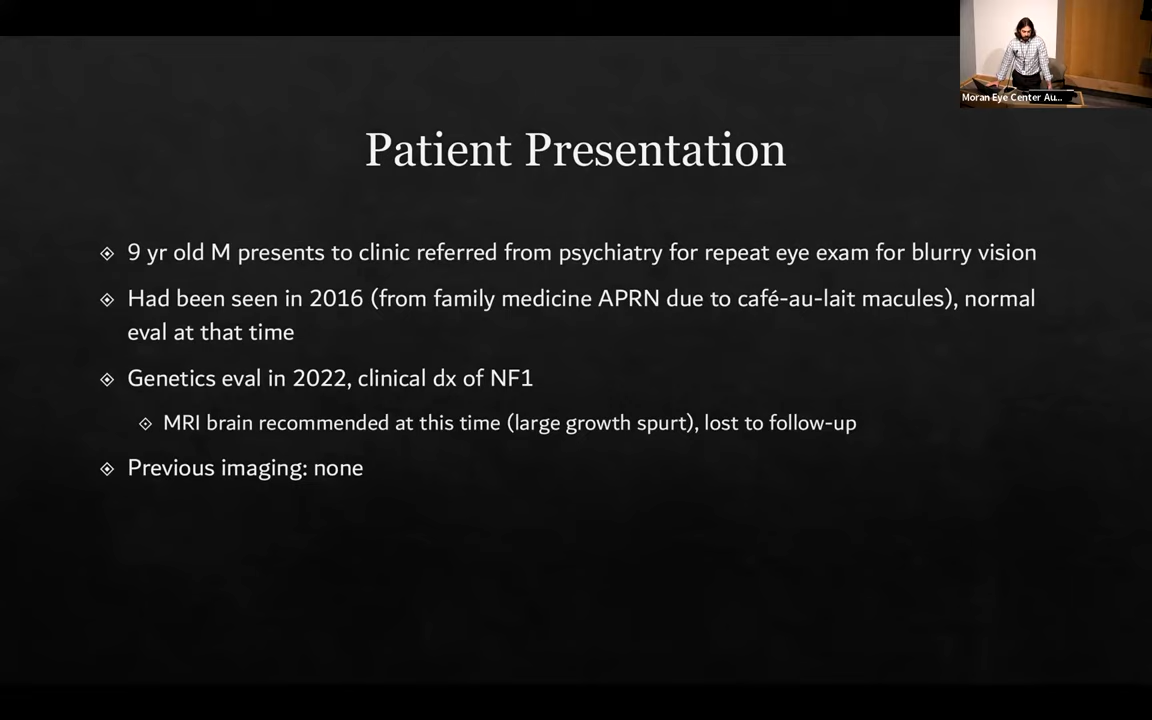 Moran Eye Center Au...
Patient Presentation
9 yr old M presents to clinic referred from psychiatry for repeat eye exam for blurry vision
Had been seen in 2016 (from family medicine APRN due to café-au-lait macules), normal
eval at that time
Genetics eval in 2022, clinical dx of NF1
MRI brain recommended at this time (large growth spurt), lost to follow-up
Previous imaging: none